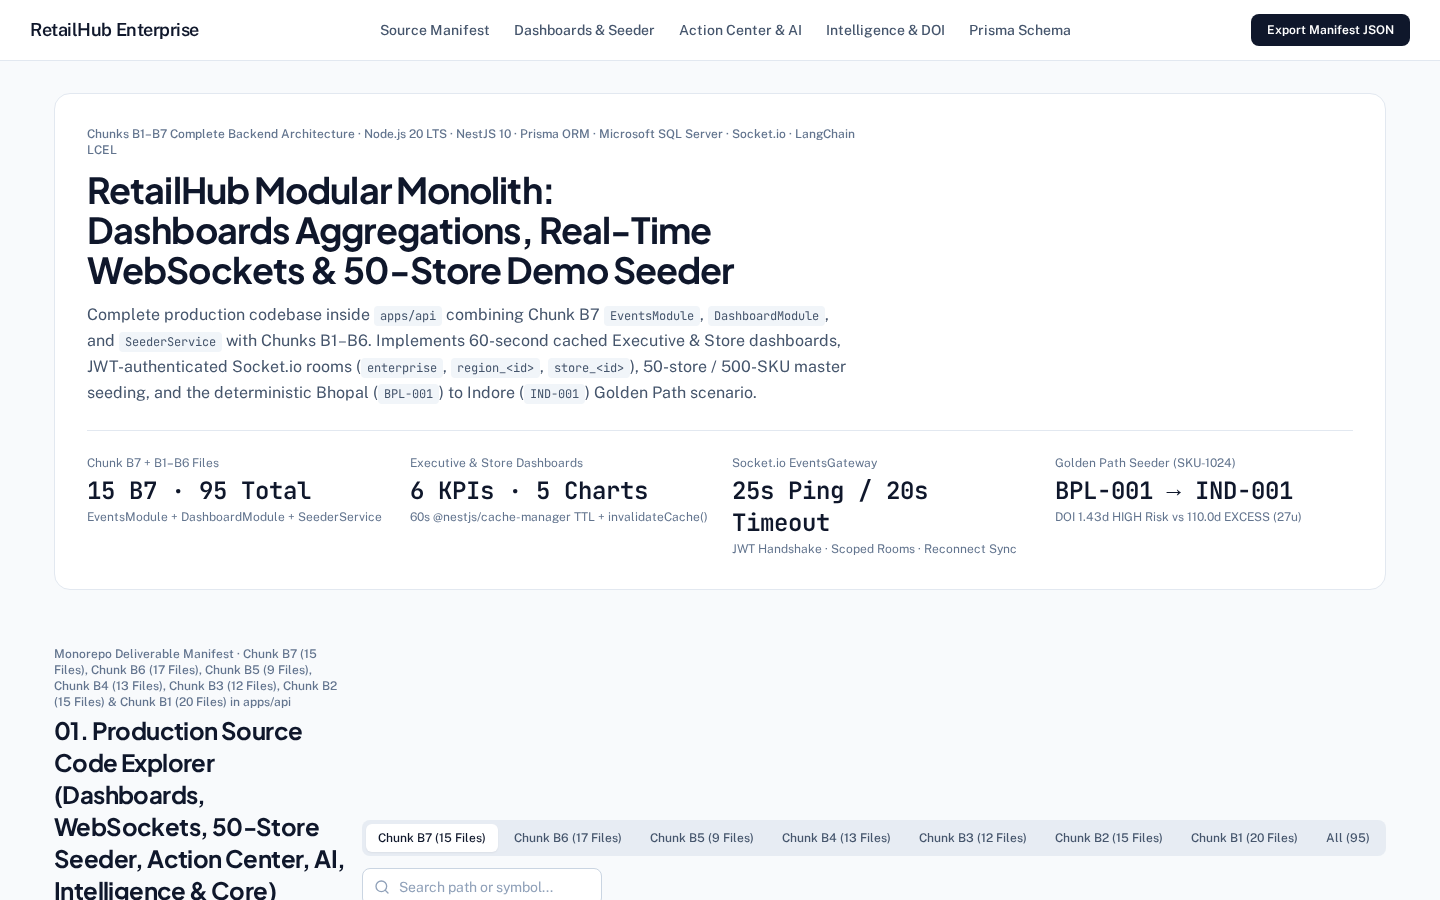 RetailHub Enterprise
Source Manifest
Dashboards & Seeder
Action Center & AI
Intelligence & DOI
Prisma Schema
Export Manifest JSON
Chunks B1–B7 Complete Backend Architecture · Node.js 20 LTS · NestJS 10 · Prisma ORM · Microsoft SQL Server · Socket.io · LangChain
LCEL
RetailHub Modular Monolith:
Dashboards Aggregations, Real-Time
WebSockets & 50-Store Demo Seeder
Complete production codebase inside apps/api combining Chunk B7 EventsModule , DashboardModule ,
and SeederService with Chunks B1–B6. Implements 60-second cached Executive & Store dashboards,
JWT-authenticated Socket.io rooms ( enterprise , region_<id> , store_<id> ), 50-store / 500-SKU master
seeding, and the deterministic Bhopal ( BPL-001 ) to Indore ( IND-001 ) Golden Path scenario.
Chunk B7 + B1–B6 Files
15 B7 · 95 Total
EventsModule + DashboardModule + SeederService
Executive & Store Dashboards
6 KPIs · 5 Charts
60s @nestjs/cache-manager TTL + invalidateCache()
Socket.io EventsGateway
25s Ping / 20s
Timeout
JWT Handshake · Scoped Rooms · Reconnect Sync
Golden Path Seeder (SKU-1024)
BPL-001 → IND-001
DOI 1.43d HIGH Risk vs 110.0d EXCESS (27u)
Monorepo Deliverable Manifest · Chunk B7 (15
Files), Chunk B6 (17 Files), Chunk B5 (9 Files),
Chunk B4 (13 Files), Chunk B3 (12 Files), Chunk B2
(15 Files) & Chunk B1 (20 Files) in apps/api
01. Production Source
Code Explorer
(Dashboards,
WebSockets, 50-Store
Seeder, Action Center, AI,
Intelligence & Core)
Chunk B7 (15 Files)
Chunk B6 (17 Files)
Chunk B5 (9 Files)
Chunk B4 (13 Files)
Chunk B3 (12 Files)
Chunk B2 (15 Files)
Chunk B1 (20 Files)
All (95)
Search path or symbol...